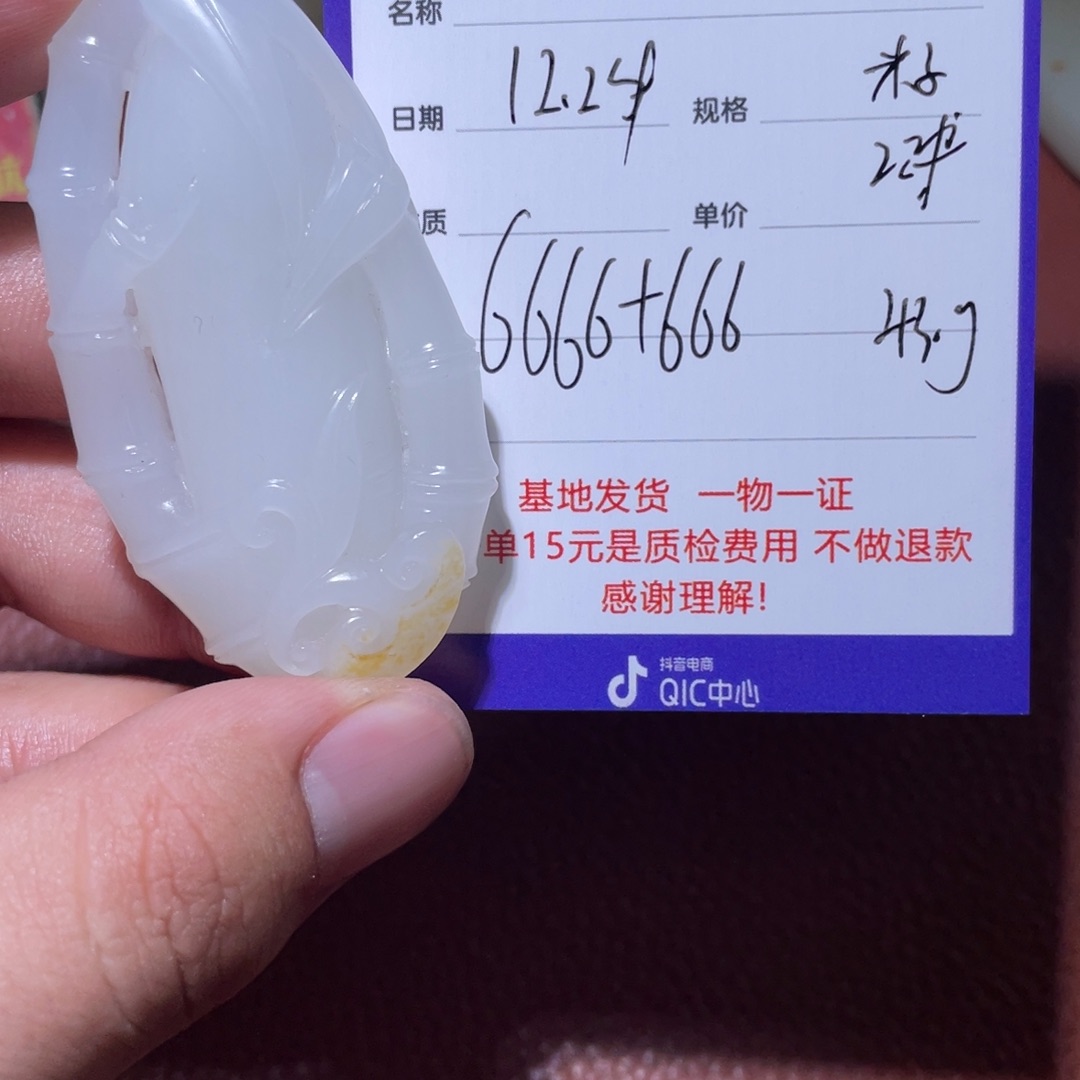 名称
日期 12.24 规格 籽
质 单价
6666+666
基地发货 一物一证
单15元是质检费用 不做退款
感谢理解!
抖音电商
QIC中心